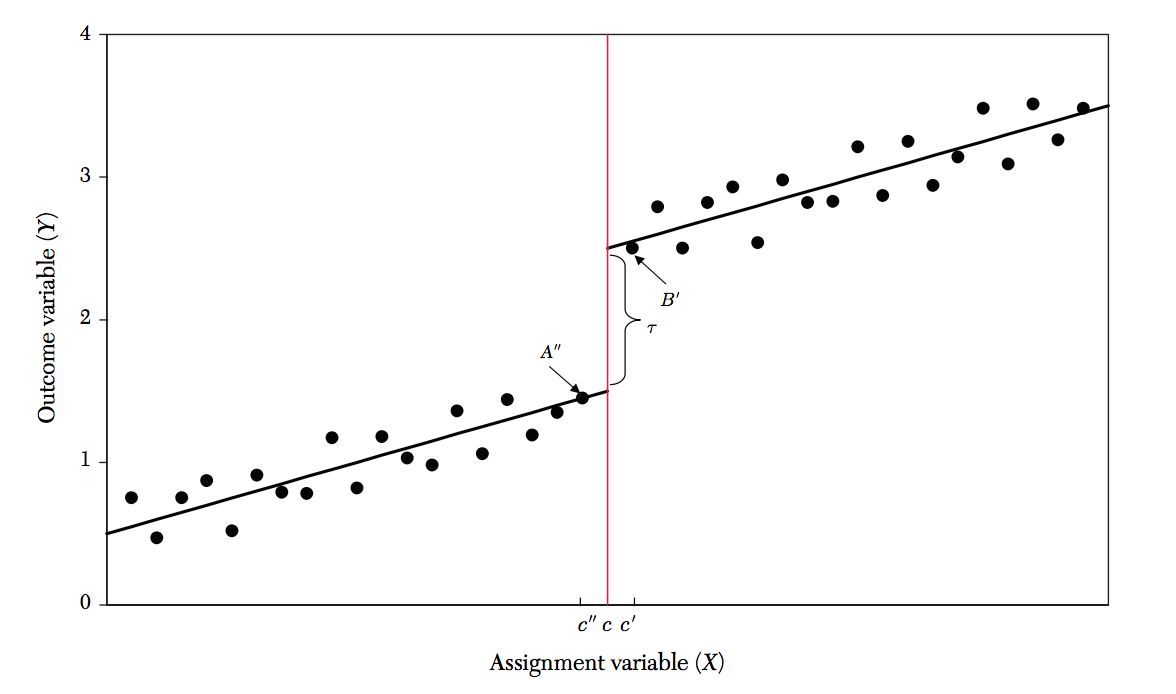 4
3
2
1
0
Outcome variable (Y)
A″
B′
τ
c″ c c′
Assignment variable (X)